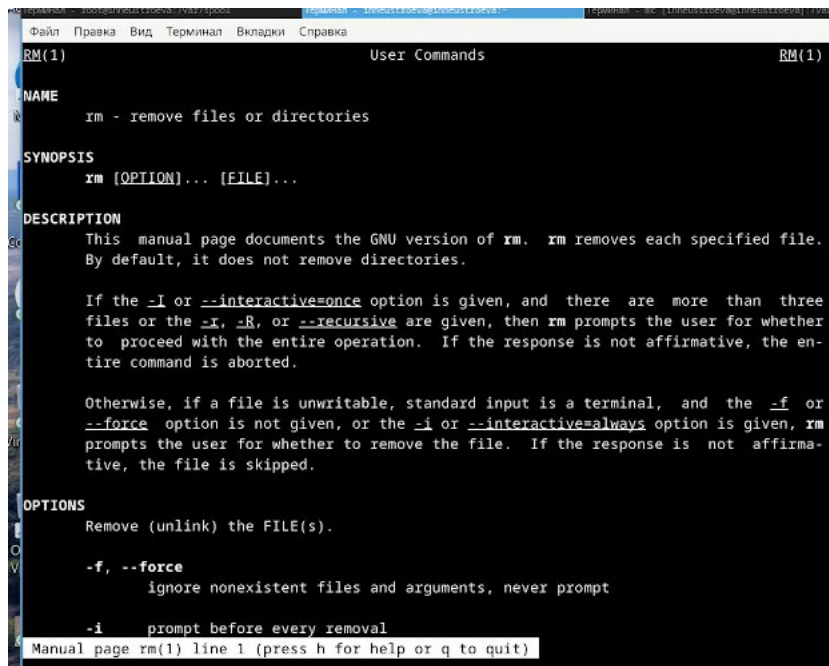 Файл Правка Вид Терминал Вкладки Справка
RM(1) User Commands RM(1)
NAME
rm - remove files or directories
SYNOPSIS
rm [OPTION]... [FILE]...
DESCRIPTION
This manual page documents the GNU version of rm. rm removes each specified file.
By default, it does not remove directories.
If the -I or --interactive=once option is given, and there are more than three
files or the -r, -R, or --recursive are given, then rm prompts the user for whether
to proceed with the entire operation. If the response is not affirmative, the en-
tire command is aborted.
Otherwise, if a file is unwritable, standard input is a terminal, and the -f or
--force option is not given, or the -i or --interactive=always option is given, rm
prompts the user for whether to remove the file. If the response is not affirma-
tive, the file is skipped.
OPTIONS
Remove (unlink) the FILE(s).
-f, --force
ignore nonexistent files and arguments, never prompt
-i prompt before every removal
Manual page rm(1) line 1 (press h for help or q to quit)